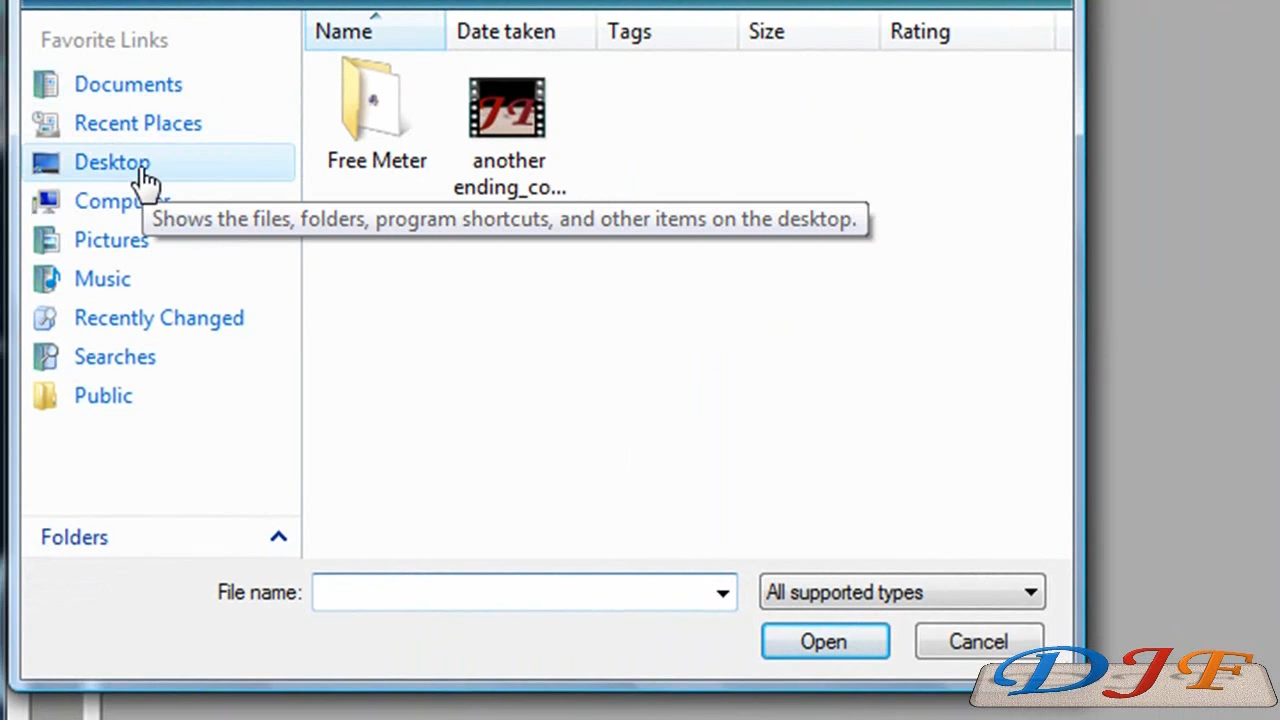 Favorite Links
Documents
Recent Places
Desktop
Computer
Pictures
Music
Recently Changed
Searches
Public
Folders
Name
Date taken
Tags
Size
Rating
Free Meter
another
ending_co...
JF
Shows the files, folders, program shortcuts, and other items on the desktop.
File name:
All supported types
Open
Cancel
DJF